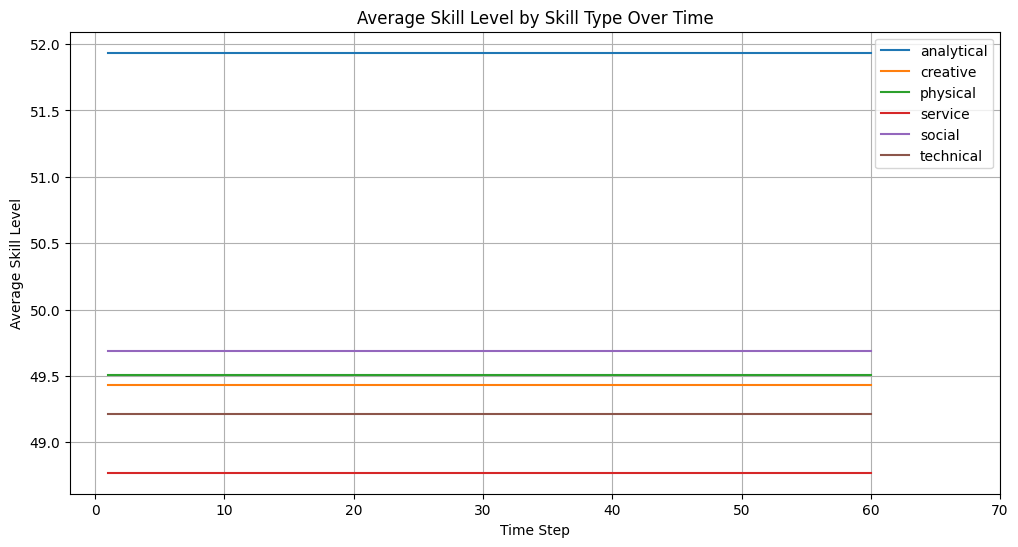 Average Skill Level by Skill Type Over Time
52.0
51.5
51.0
50.5
50.0
49.5
49.0
Average Skill Level
0 10 20 30 40 50 60 70
Time Step
analytical
creative
physical
service
social
technical